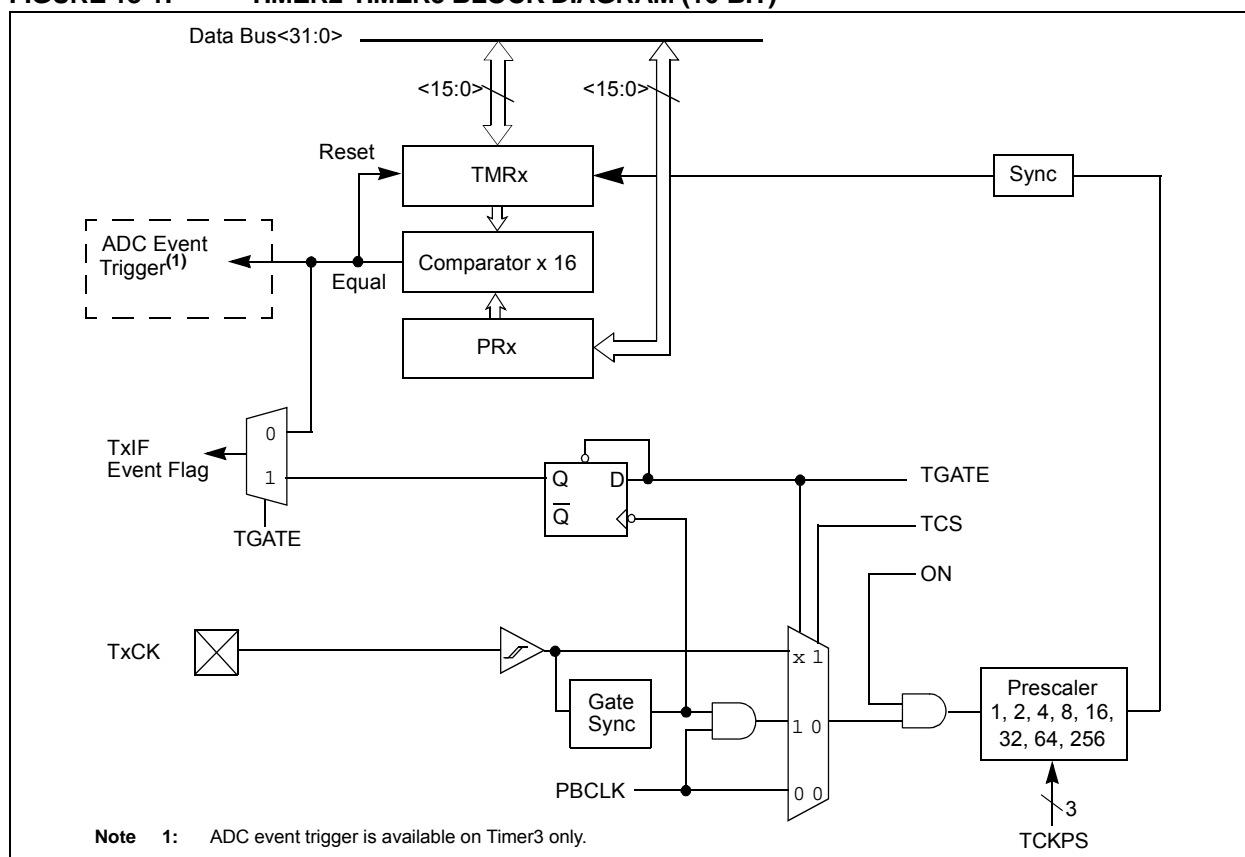 Data Bus<31:0>
<15:0>
<15:0>
Reset
TMRx
Sync
ADC Event
Trigger(1)
Equal
Comparator x 16
PRx
0
TxIF
Event Flag
1
Q
D
TGATE
Q
TGATE
TCS
ON
TxCK
x 1
Gate
Sync
1 0
Prescaler
1, 2, 4, 8, 16,
32, 64, 256
PBCLK
0 0
3
TCKPS
Note 1: ADC event trigger is available on Timer3 only.